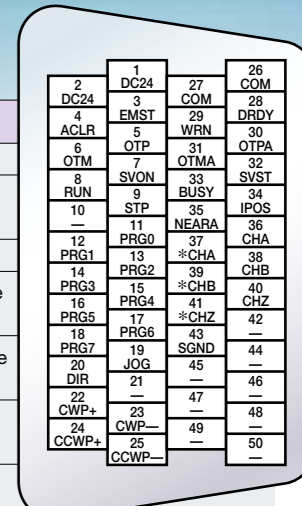 2
DC24
4
ACLR
6
OTM
8
RUN
10
—
12
PRG1
14
PRG3
16
PRG5
18
PRG7
20
DIR
22
CWP+
24
CCWP+
1
DC24
3
EMST
5
OTP
7
SVON
9
STP
11
PRG0
13
PRG2
15
PRG4
17
PRG6
19
JOG
21
—
23
CWP—
25
CCWP—
27
COM
29
WRN
31
OTMA
33
BUSY
35
NEARA
37
*CHA
39
*CHB
41
*CHZ
43
SGND
45
—
47
—
49
—
26
COM
28
DRDY
30
OTPA
32
SVST
34
IPOS
36
CHA
38
CHB
40
CHZ
42
—
44
—
46
—
48
—
50
—